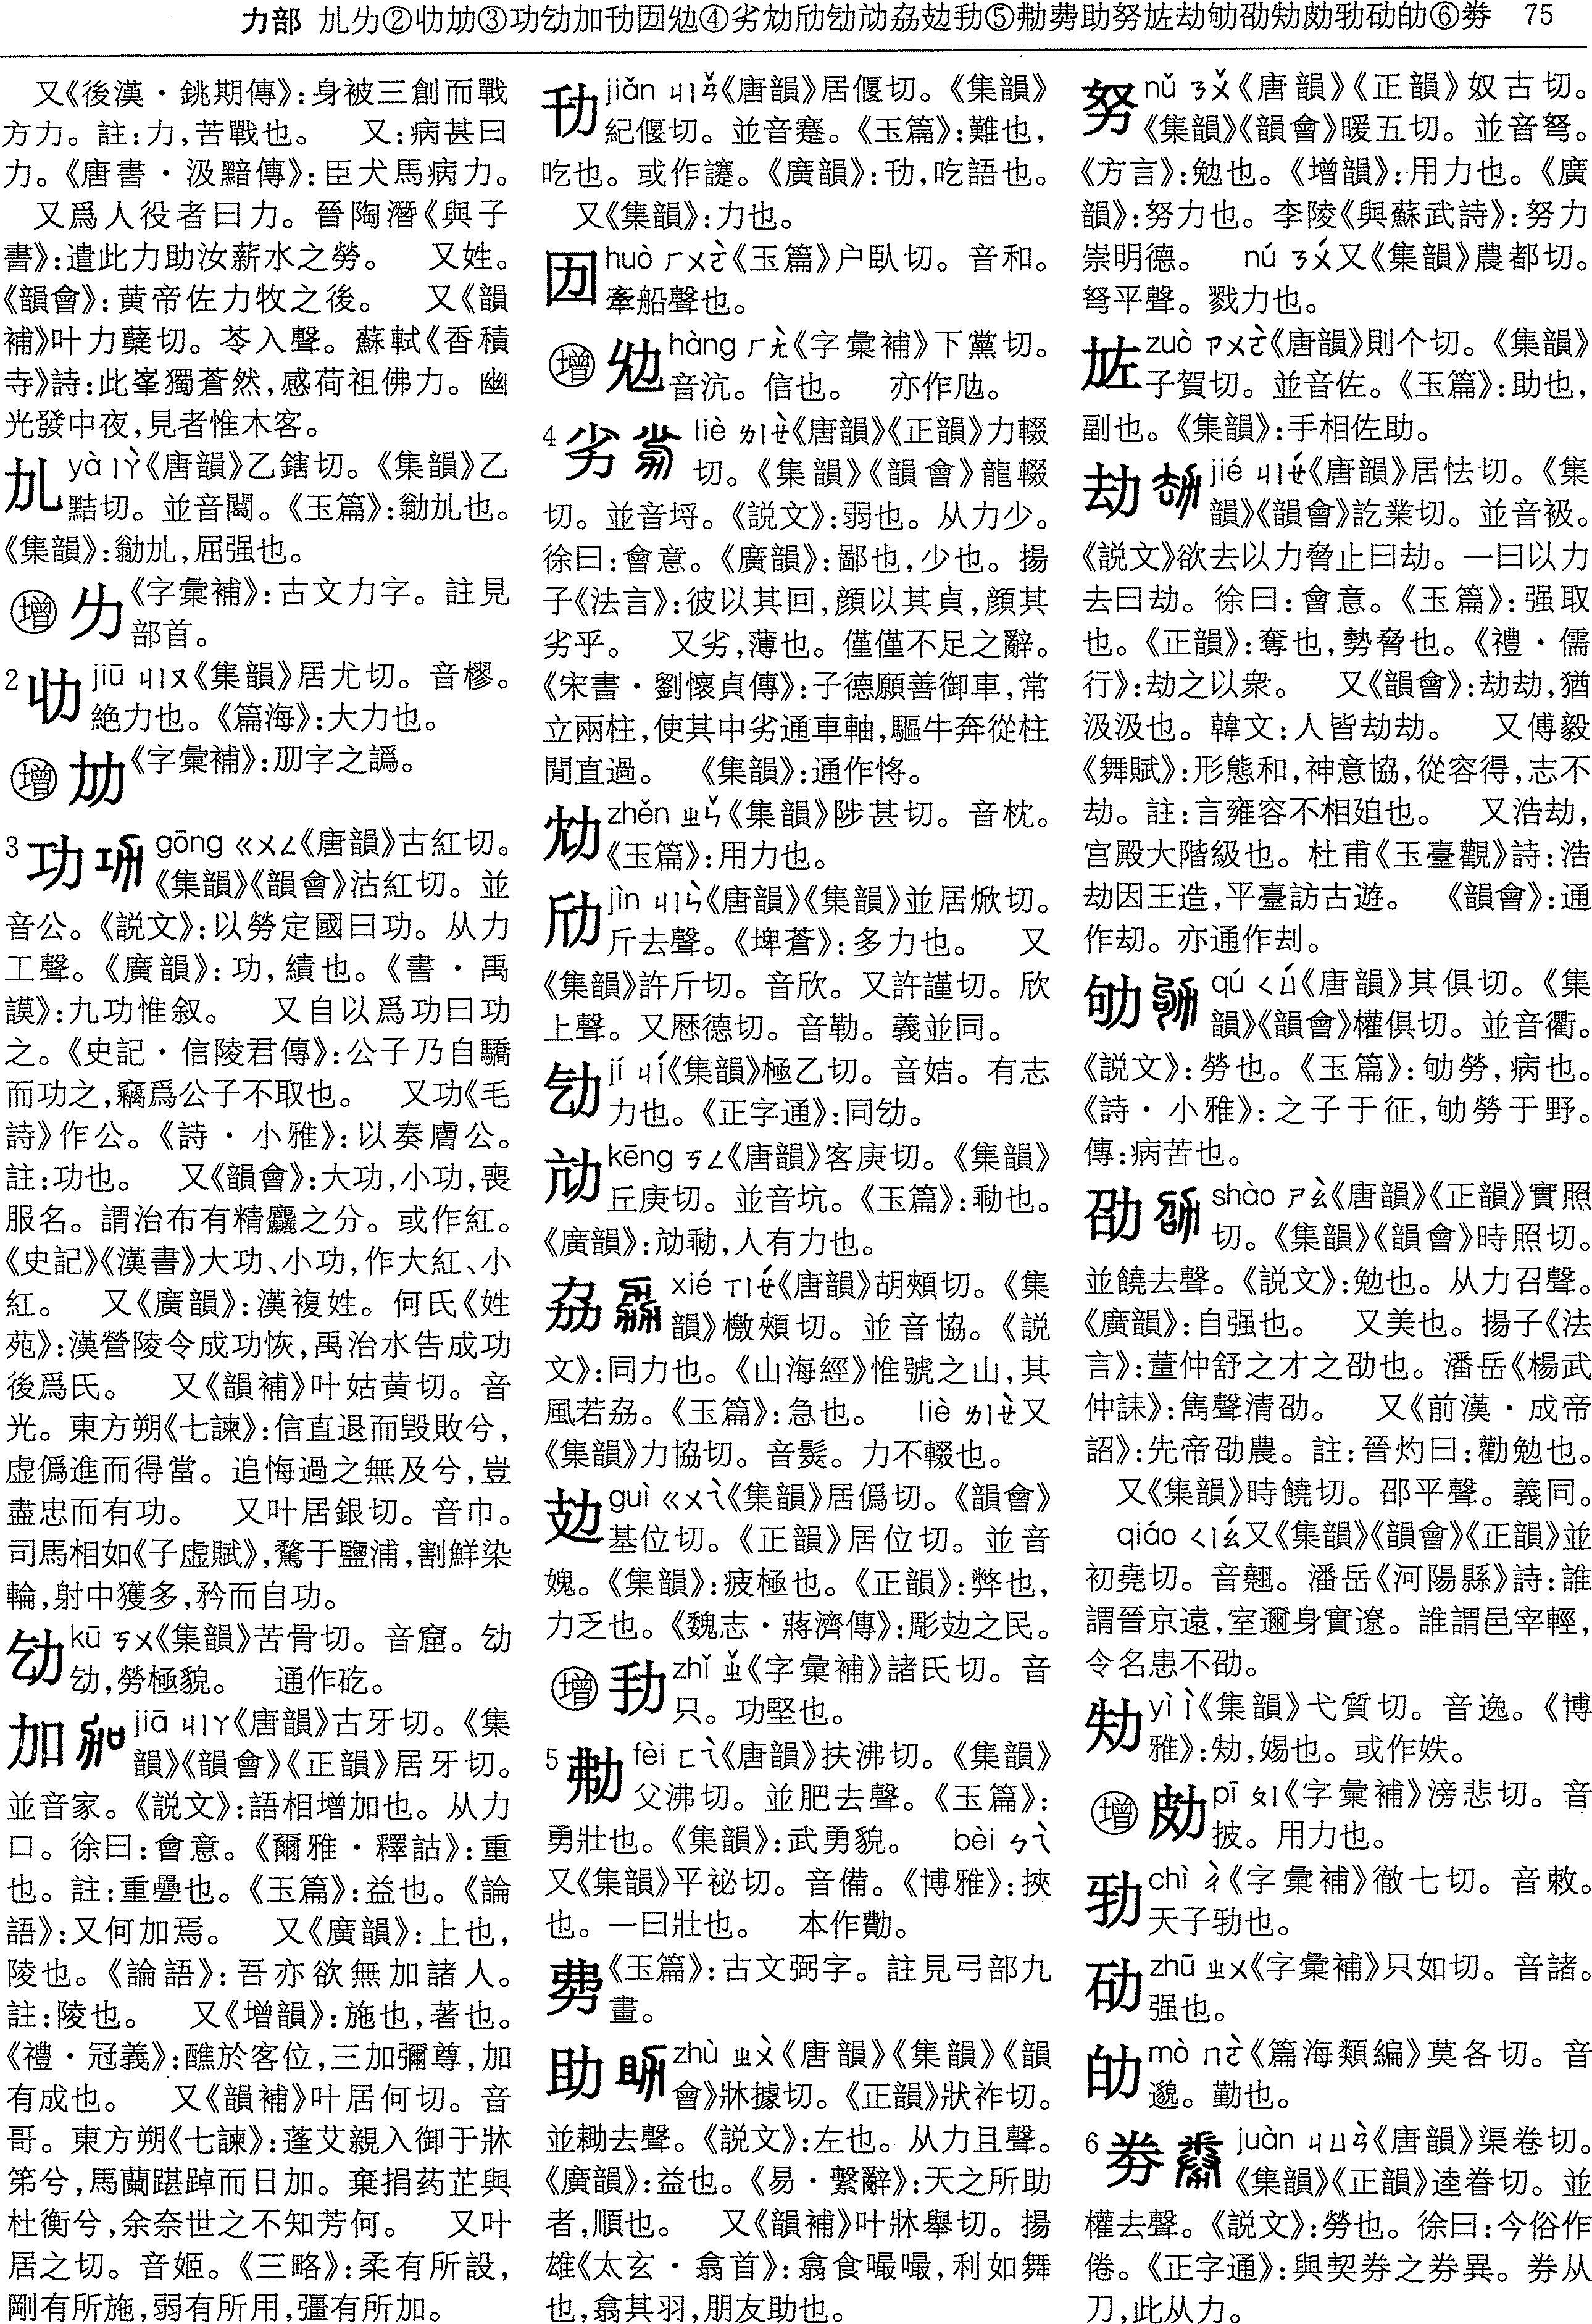 力部 劜㔹②㔺㔻③功劥加㔓囡勉④劣劾劤劼劥劦攰⑤勃𠢋助努㔘劫劬劭勎⑥劵 75
又《後漢・銚期傳》:身被三創而戰
方力。註:力,苦戰也。 又:病甚曰
力。《唐書・汲黯傳》:臣犬馬病力。
又爲人役者曰力。晉陶潛《與子
書》:遣此力助汝薪水之勞。 又姓。
《韻會》:黄帝佐力牧之後。 又《韻
補》叶力蘖切。苓入聲。蘇軾《香積
寺》詩:此峯獨蒼然,感荷祖佛力。幽
光發中夜,見者惟木客。
劜 yà ㄧㄚˋ《唐韻》乙鎋切。《集韻》乙
黠切。並音閼。《玉篇》:勜劜也。
《集韻》:勜劜,屈强也。
增 《字彙補》:古文力字。註見
部首。
2 jiū ㄐㄧㄡ《集韻》居尤切。音樛。
絶力也。《篇海》:大力也。
增 《字彙補》:刕字之譌。
3 功 gōng ㄍㄨㄥ《唐韻》古紅切。
《集韻》《韻會》沽紅切。並
音公。《説文》:以勞定國曰功。从力
工聲。《廣韻》:功,績也。《書・禹
謨》:九功惟叙。 又自以爲功曰功
之。《史記・信陵君傳》:公子乃自驕
而功之,竊爲公子不取也。 又功《毛
詩》作公。《詩・小雅》:以奏膚公。
註:功也。 又《韻會》:大功,小功,喪
服名。謂治布有精麤之分。或作紅。
《史記》《漢書》大功、小功,作大紅、小
紅。 又《廣韻》:漢複姓。何氏《姓
苑》:漢營陵令成功恢,禹治水告成功
後爲氏。 又《韻補》叶姑黄切。音
光。東方朔《七諫》:信直退而毁敗兮,
虚僞進而得當。追悔過之無及兮,豈
盡忠而有功。 又叶居銀切。音巾。
司馬相如《子虚賦》,騖于鹽浦,割鮮染
輪,射中獲多,矜而自功。
kū ㄎㄨ《集韻》苦骨切。音窟。劥
劥,勞極貌。 通作矻。
加 jiā ㄐㄧㄚ《唐韻》古牙切。《集
韻》《韻會》《正韻》居牙切。
並音家。《説文》:語相增加也。从力
口。徐曰:會意。《爾雅・釋詁》:重
也。註:重疊也。《玉篇》:益也。《論
語》:又何加焉。 又《廣韻》:上也,
陵也。《論語》:吾亦欲無加諸人。
註:陵也。 又《增韻》:施也,著也。
《禮・冠義》:醮於客位,三加彌尊,加
有成也。 又《韻補》叶居何切。音
哥。東方朔《七諫》:蓬艾親入御于牀
笫兮,馬蘭踸踔而日加。棄捐药芷與
杜衡兮,余奈世之不知芳何。 又叶
居之切。音姬。《三略》:柔有所設,
剛有所施,弱有所用,彊有所加。
jiǎn ㄐㄧㄢˇ《唐韻》居偃切。《集韻》
紀偃切。並音蹇。《玉篇》:難也,
吃也。或作讙。《廣韻》:㔓,吃語也。
又《集韻》:力也。
huò ㄏㄨㄛˋ《玉篇》户臥切。音和。
牽船聲也。
增 hàng ㄏㄤˋ《字彙補》下黨切。
音沆。信也。 亦作
4 劣 liè ㄌㄧㄝˋ《唐韻》《正韻》力輟
切。《集韻》《韻會》龍輟
切。並音埒。《説文》:弱也。从力少。
徐曰:會意。《廣韻》:鄙也,少也。揚
子《法言》:彼以其回,顔以其貞,顔其
劣乎。 又劣,薄也。僅僅不足之辭。
《宋書・劉懷貞傳》:子德願善御車,常
立兩柱,使其中劣通車軸,驅牛奔從柱
閒直過。 《集韻》:通作㤠。
zhěn ㄓㄣˇ《集韻》陟甚切。音枕。
《玉篇》:用力也。
劤 jìn ㄐㄧㄣˋ《唐韻》《集韻》並居焮切。
斤去聲。《埤蒼》:多力也。 又
《集韻》許斤切。音欣。又許謹切。欣
上聲。又厯德切。音勒。義並同。
jí ㄐㄧˊ《集韻》極乙切。音姞。有志
力也。《正字通》:同劥。
kēng ㄎㄥ《唐韻》客庚切。《集韻》
丘庚切。並音坑。《玉篇》:勈也。
《廣韻》:劥勈,人有力也。
劦 xié ㄒㄧㄝˊ《唐韻》胡頰切。《集
韻》檄頰切。並音協。《説
文》:同力也。《山海經》惟號之山,其
風若劦。《玉篇》:急也。 liè ㄌㄧㄝˋ又
《集韻》力協切。音鬛。力不輟也。
攰 guì ㄍㄨㄟˋ《集韻》居僞切。《韻會》
基位切。《正韻》居位切。並音
媿。《集韻》:疲極也。《正韻》:弊也,
力乏也。《魏志・蔣濟傳》:彫攰之民。
增 zhǐ ㄓˇ《字彙補》諸氏切。音
只。功堅也。
5 fèi ㄈㄟˋ《唐韻》扶沸切。《集韻》
父沸切。並肥去聲。《玉篇》:
勇壯也。《集韻》:武勇貌。 bèi ㄅㄟˋ
又《集韻》平祕切。音備。《博雅》:挾
也。一曰壯也。 本作
《玉篇》:古文弼字。註見弓部九
畫。
助 zhù ㄓㄨˋ《唐韻》《集韻》《韻
會》牀據切。《正韻》狀祚切。
並耡去聲。《説文》:左也。从力且聲。
《廣韻》:益也。《易・繫辭》:天之所助
者,順也。 又《韻補》叶牀舉切。揚
雄《太玄・翕首》:翕食嘬嘬,利如舞
也,翕其羽,朋友助也。
努 nǔ ㄋㄨˇ《唐韻》《正韻》奴古切。
《集韻》《韻會》暖五切。並音弩。
《方言》:勉也。《增韻》:用力也。《廣
韻》:努力也。李陵《與蘇武詩》:努力
崇明德。 nú ㄋㄨˊ又《集韻》農都切。
弩平聲。戮力也。
zuò ㄗㄨㄛˋ《唐韻》則个切。《集韻》
子賀切。並音佐。《玉篇》:助也,
副也。《集韻》:手相佐助。
劫 jié ㄐㄧㄝˊ《唐韻》居怯切。《集
韻》《韻會》訖業切。並音衱。
《説文》欲去以力脅止曰劫。一曰以力
去曰劫。徐曰:會意。《玉篇》:强取
也。《正韻》:奪也,勢脅也。《禮・儒
行》:劫之以衆。 又《韻會》:劫劫,猶
汲汲也。韓文:人皆劫劫。 又傅毅
《舞賦》:形態和,神意協,從容得,志不
劫。註:言雍容不相廹也。 又浩劫,
宫殿大階級也。杜甫《玉臺觀》詩:浩
劫因王造,平臺訪古遊。 《韻會》:通
作刧。亦通作刦。
劬 qú ㄑㄩˊ《唐韻》其俱切。《集
韻》《韻會》權俱切。並音衢。
《説文》:勞也。《玉篇》:劬勞,病也。
《詩・小雅》:之子于征,劬勞于野。
傳:病苦也。
劭 shào ㄕㄠˋ《唐韻》《正韻》實照
切。《集韻》《韻會》時照切。
並饒去聲。《説文》:勉也。从力召聲。
《廣韻》:自强也。 又美也。揚子《法
言》:董仲舒之才之劭也。潘岳《楊武
仲誄》:雋聲清劭。 又《前漢・成帝
詔》:先帝劭農。註:晉灼曰:勸勉也。
又《集韻》時饒切。邵平聲。義同。
qiáo ㄑㄧㄠˊ又《集韻》《韻會》《正韻》並
初堯切。音翹。潘岳《河陽縣》詩:誰
謂晉京遠,室邇身實遼。誰謂邑宰輕,
令名患不劭。
yì ㄧˋ《集韻》弋質切。音逸。《博
雅》:劮,婸也。或作妷。
增 pī ㄆㄧ《字彙補》滂悲切。音
披。用力也。
chì ㄔˋ《字彙補》徹七切。音敕。
天子勅也。
zhū ㄓㄨ《字彙補》只如切。音諸。
强也。
mò ㄇㄛˋ《篇海類編》莫各切。音
邈。勤也。
6 劵 juàn ㄐㄩㄢˋ《唐韻》渠卷切。
《集韻》《正韻》逵眷切。並
權去聲。《説文》:勞也。徐曰:今俗作
倦。《正字通》:與契券之券異。券从
刀,此从力。